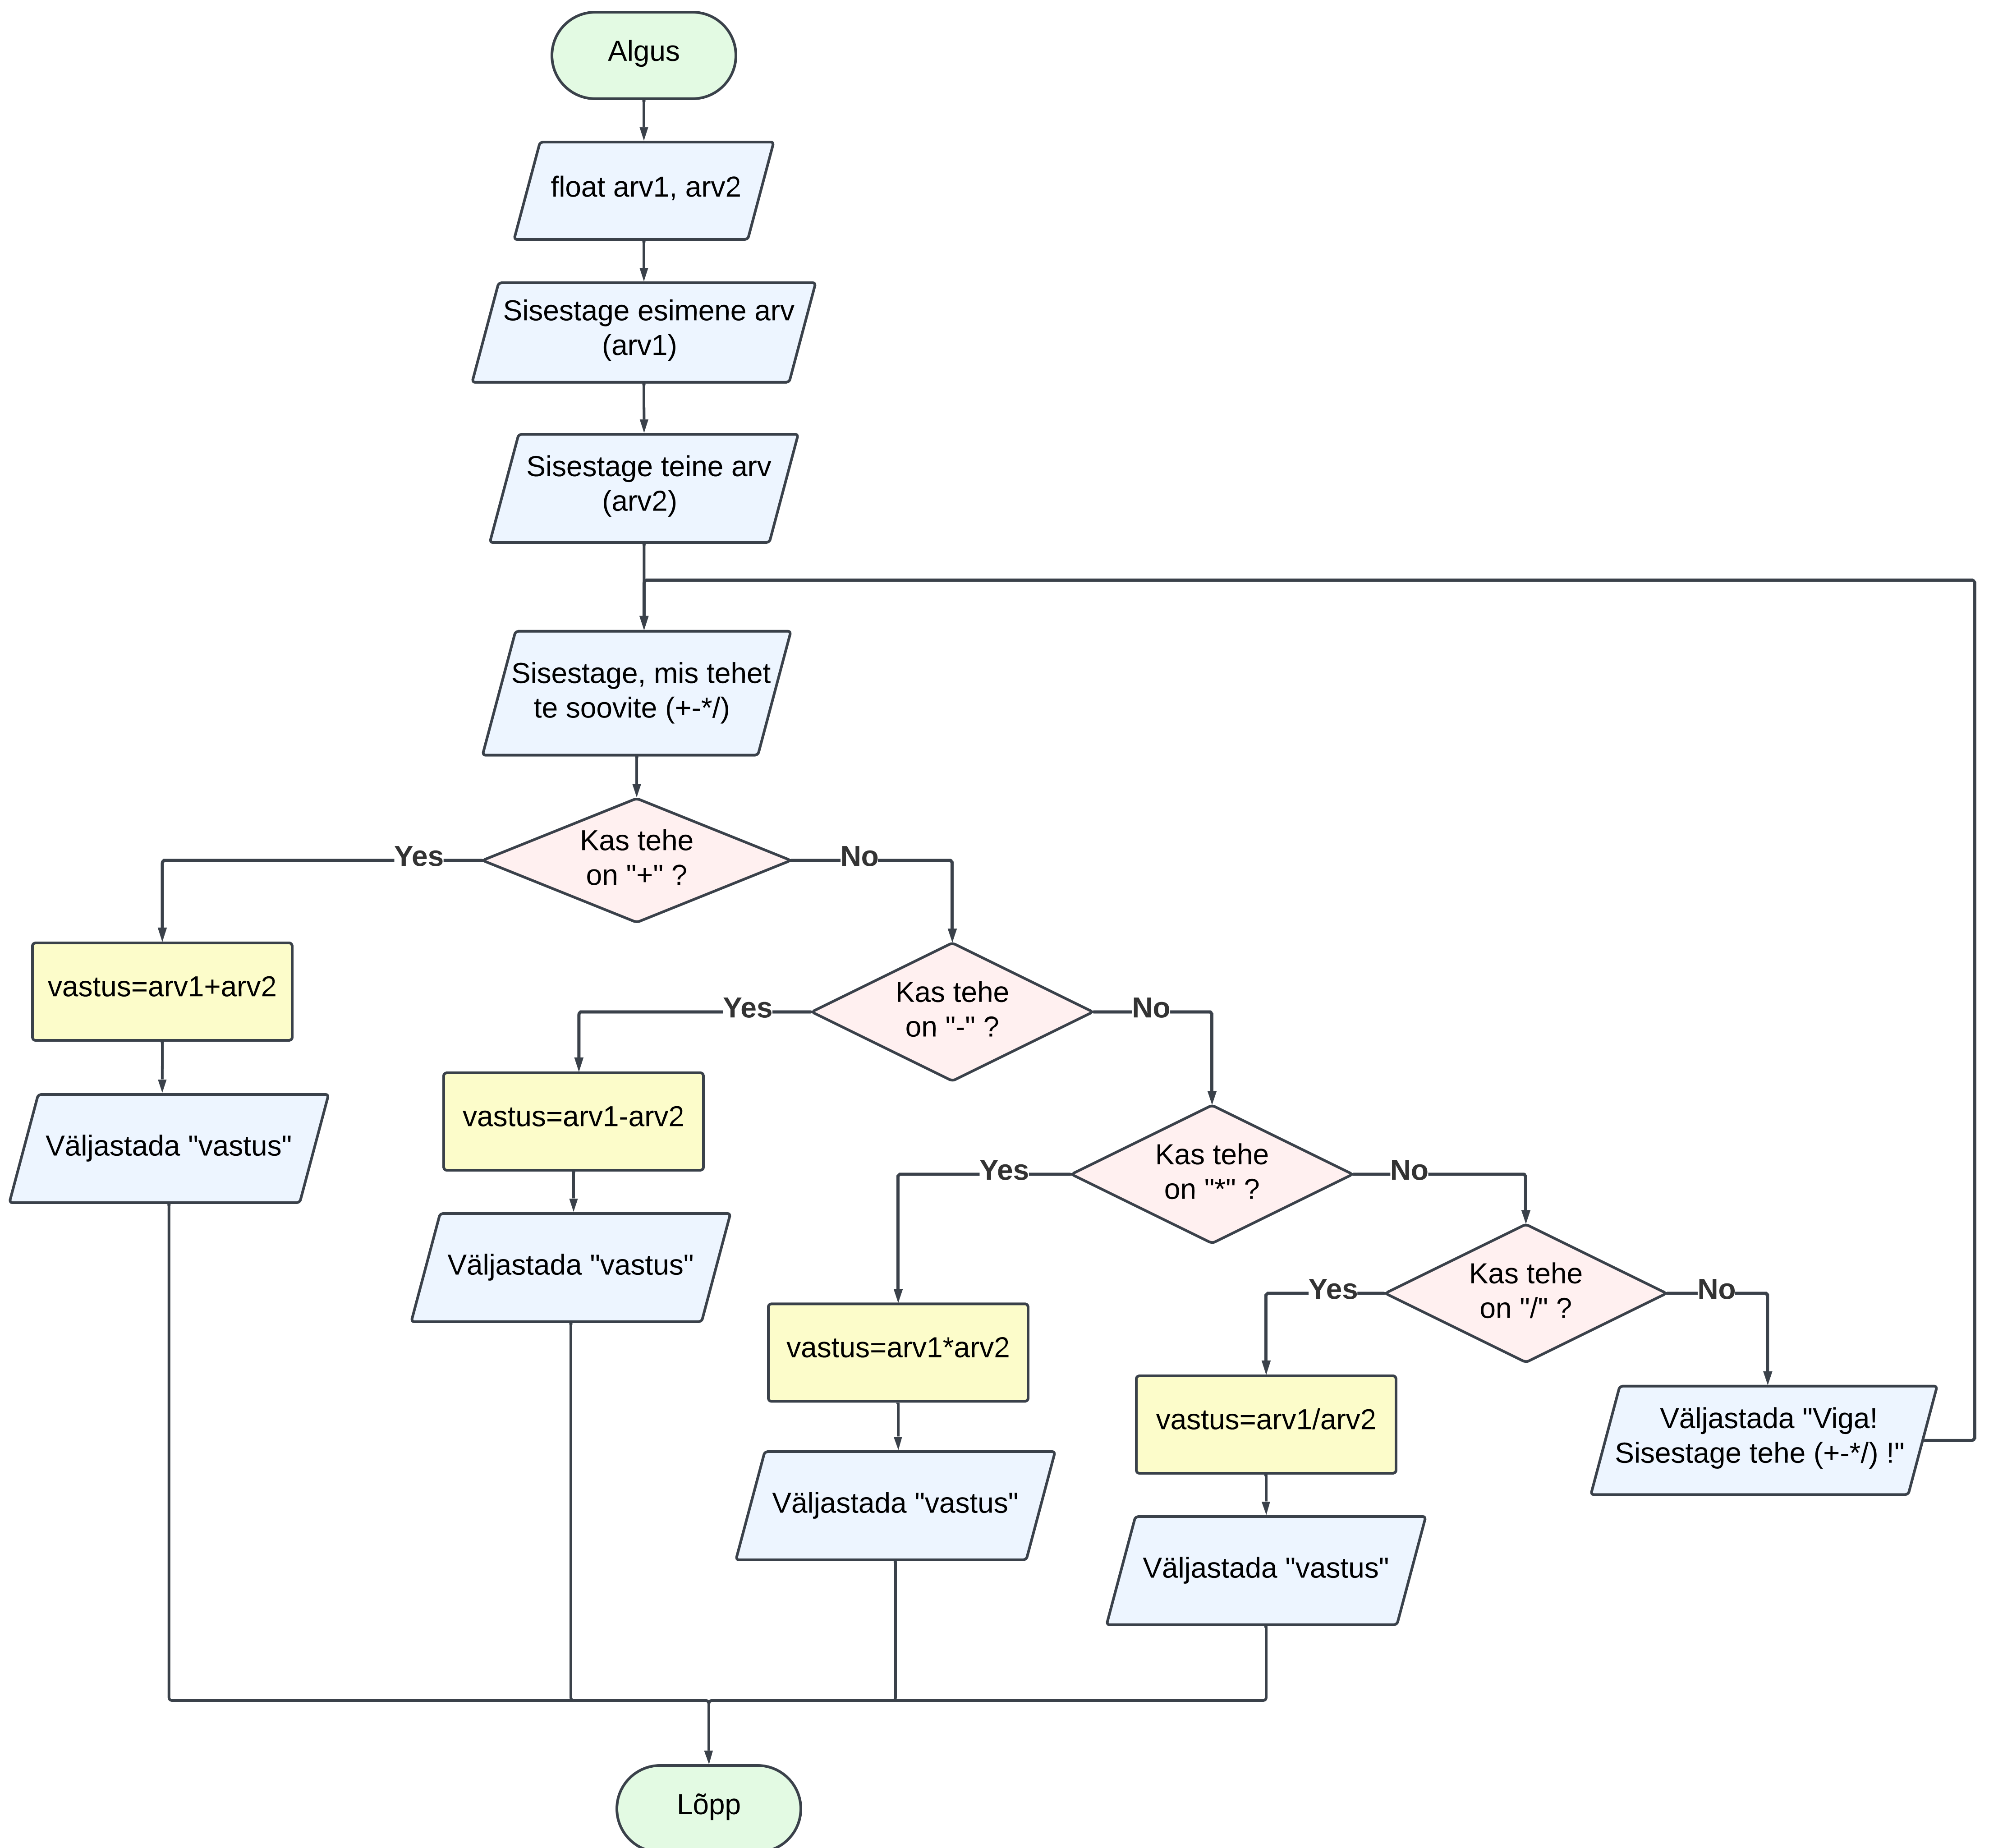 Algus
float arv1, arv2
Sisestage esimene arv
(arv1)
Sisestage teine arv
(arv2)
Sisestage, mis tehet
te soovite (+-*/)
Kas tehe
on "+" ?
Yes
No
vastus=arv1+arv2
Väljastada "vastus"
Kas tehe
on "-" ?
Yes
No
vastus=arv1-arv2
Väljastada "vastus"
Kas tehe
on "*" ?
Yes
No
vastus=arv1*arv2
Väljastada "vastus"
Kas tehe
on "/" ?
Yes
No
vastus=arv1/arv2
Väljastada "vastus"
Väljastada "Viga!
Sisestage tehe (+-*/) !"
Lõpp